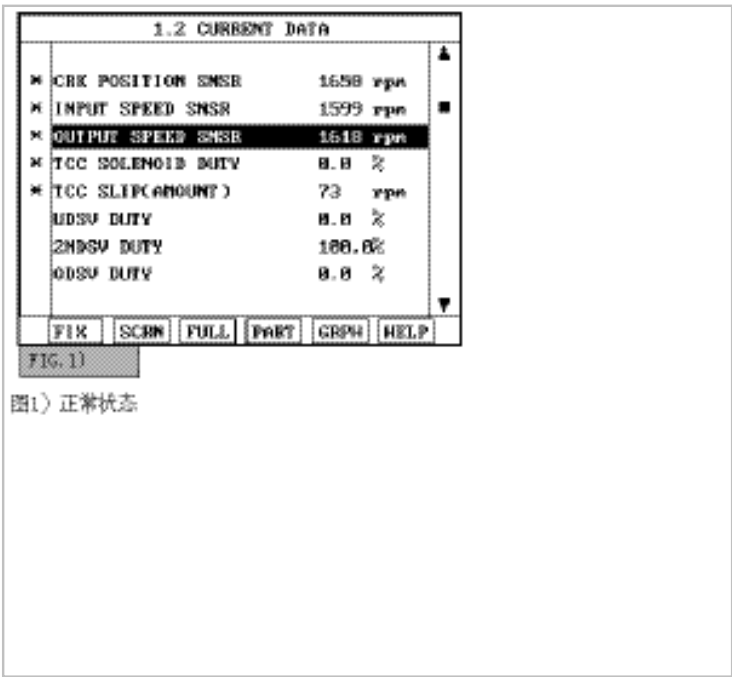 1.2 CURRENT DATA
▲
* CRK POSITION SNSR 1650 rpm
* INPUT SPEED SNSR 1599 rpm ■
* OUTPUT SPEED SNSR 1618 rpm
* TCC SOLENOID DUTY 0.0 %
* TCC SLIP(AMOUNT) 73 rpm
UDSV DUTY 0.0 %
2NDSV DUTY 100.0%
ODSV DUTY 0.0 %
▼
FIX SCRN FULL PART GRPH HELP
FIG.1)
图1）正常状态